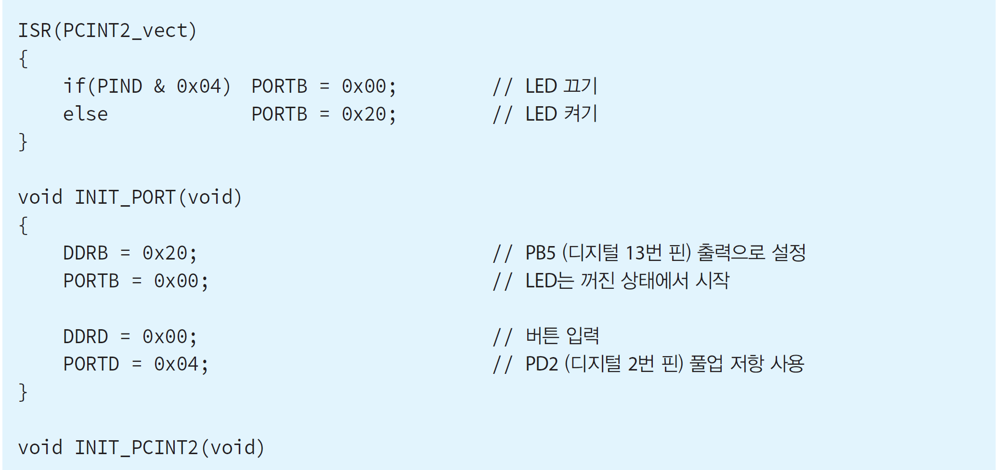 ISR(PCINT2_vect)
{
    if(PIND & 0x04)  PORTB = 0x00;        // LED 끄기
    else             PORTB = 0x20;        // LED 켜기
}

void INIT_PORT(void)
{
    DDRB = 0x20;                          // PB5 (디지털 13번 핀) 출력으로 설정
    PORTB = 0x00;                         // LED는 꺼진 상태에서 시작

    DDRD = 0x00;                          // 버튼 입력
    PORTD = 0x04;                         // PD2 (디지털 2번 핀) 풀업 저항 사용
}

void INIT_PCINT2(void)